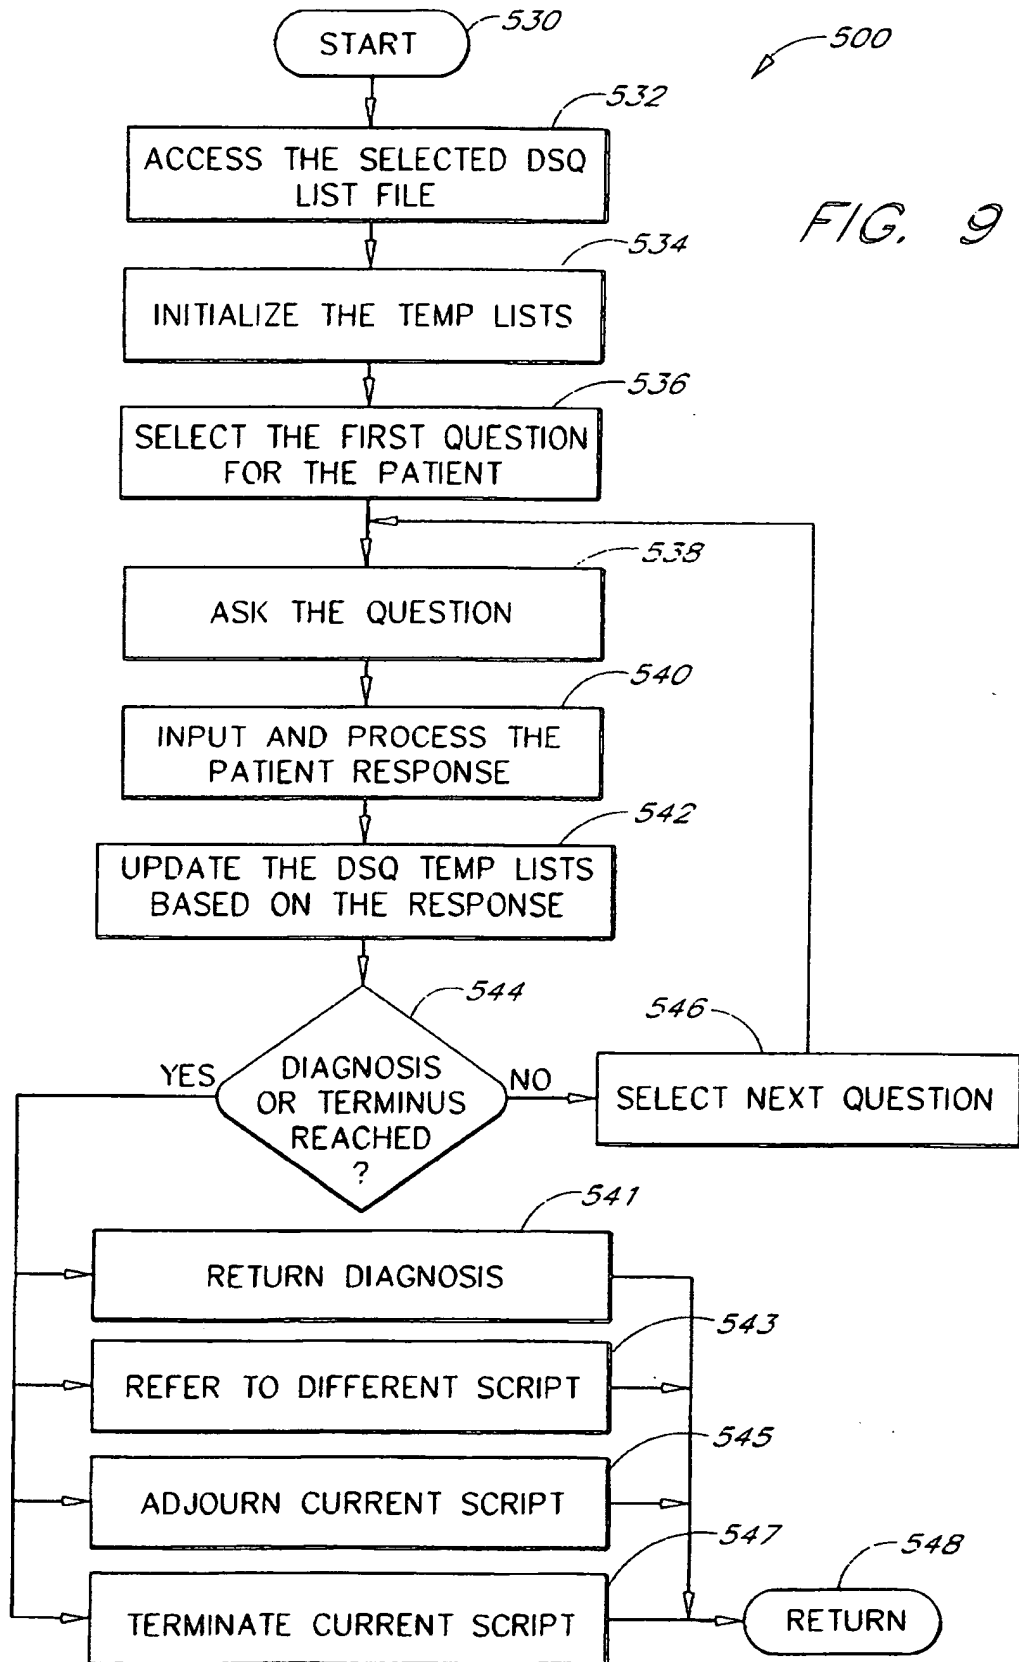 START
530
500
532
ACCESS THE SELECTED DSQ
LIST FILE
FIG. 9
534
INITIALIZE THE TEMP LISTS
536
SELECT THE FIRST QUESTION
FOR THE PATIENT
538
ASK THE QUESTION
540
INPUT AND PROCESS THE
PATIENT RESPONSE
542
UPDATE THE DSQ TEMP LISTS
BASED ON THE RESPONSE
544
546
YES
DIAGNOSIS
OR TERMINUS
REACHED
?
NO
SELECT NEXT QUESTION
541
RETURN DIAGNOSIS
543
REFER TO DIFFERENT SCRIPT
545
ADJOURN CURRENT SCRIPT
547
TERMINATE CURRENT SCRIPT
548
RETURN